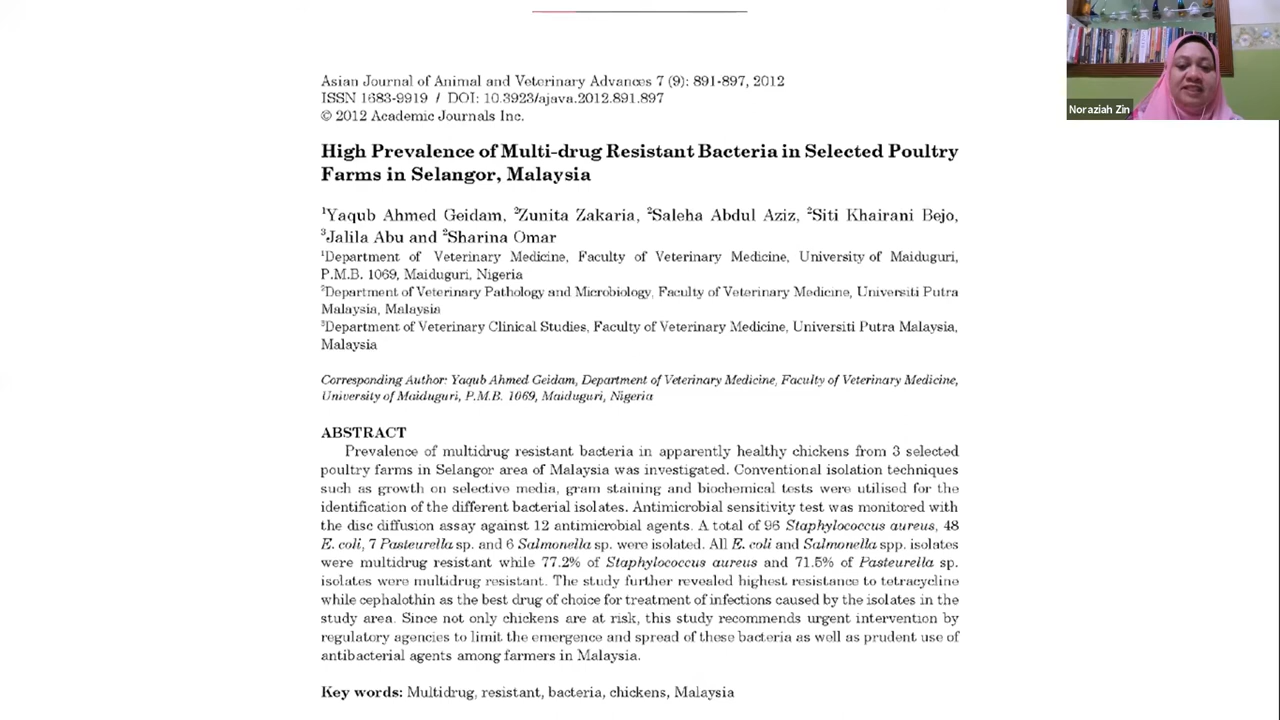 Asian Journal of Animal and Veterinary Advances 7 (9): 891-897, 2012
ISSN 1683-9919 / DOI: 10.3923/ajava.2012.891.897
© 2012 Academic Journals Inc.
High Prevalence of Multi-drug Resistant Bacteria in Selected Poultry
Farms in Selangor, Malaysia
¹Yaqub Ahmed Geidam, ²Zunita Zakaria, ²Saleha Abdul Aziz, ²Siti Khairani Bejo,
³Jalila Abu and ²Sharina Omar
¹Department of Veterinary Medicine, Faculty of Veterinary Medicine, University of Maiduguri,
P.M.B. 1069, Maiduguri, Nigeria
²Department of Veterinary Pathology and Microbiology, Faculty of Veterinary Medicine, Universiti Putra
Malaysia, Malaysia
³Department of Veterinary Clinical Studies, Faculty of Veterinary Medicine, Universiti Putra Malaysia,
Malaysia
Corresponding Author: Yaqub Ahmed Geidam, Department of Veterinary Medicine, Faculty of Veterinary Medicine,
University of Maiduguri, P.M.B. 1069, Maiduguri, Nigeria
ABSTRACT
Prevalence of multidrug resistant bacteria in apparently healthy chickens from 3 selected
poultry farms in Selangor area of Malaysia was investigated. Conventional isolation techniques
such as growth on selective media, gram staining and biochemical tests were utilised for the
identification of the different bacterial isolates. Antimicrobial sensitivity test was monitored with
the disc diffusion assay against 12 antimicrobial agents. A total of 96 Staphylococcus aureus, 48
E. coli, 7 Pasteurella sp. and 6 Salmonella sp. were isolated. All E. coli and Salmonella spp. isolates
were multidrug resistant while 77.2% of Staphylococcus aureus and 71.5% of Pasteurella sp.
isolates were multidrug resistant. The study further revealed highest resistance to tetracycline
while cephalothin as the best drug of choice for treatment of infections caused by the isolates in the
study area. Since not only chickens are at risk, this study recommends urgent intervention by
regulatory agencies to limit the emergence and spread of these bacteria as well as prudent use of
antibacterial agents among farmers in Malaysia.
Key words: Multidrug, resistant, bacteria, chickens, Malaysia
Noraziah Zin